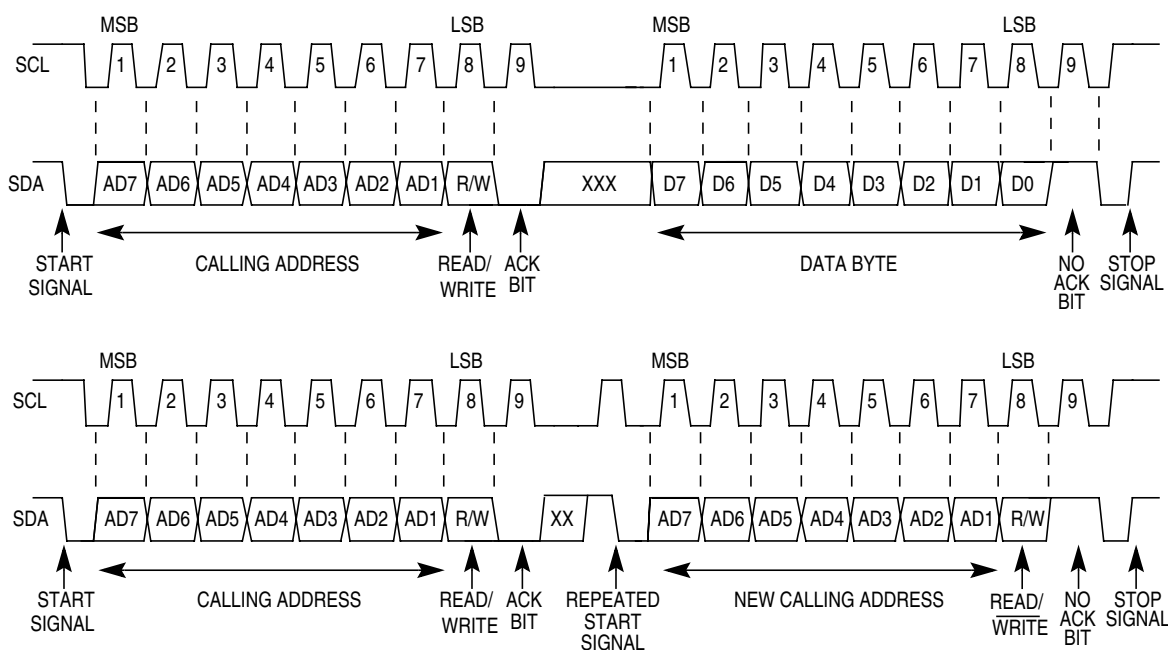 MSB LSB MSB LSB
SCL 1 2 3 4 5 6 7 8 9 1 2 3 4 5 6 7 8 9
SDA AD7 AD6 AD5 AD4 AD3 AD2 AD1 R/W XXX D7 D6 D5 D4 D3 D2 D1 D0
START SIGNAL
CALLING ADDRESS
READ/
WRITE
ACK
BIT
DATA BYTE
NO
ACK
BIT
STOP
SIGNAL
MSB LSB MSB LSB
SCL 1 2 3 4 5 6 7 8 9 1 2 3 4 5 6 7 8 9
SDA AD7 AD6 AD5 AD4 AD3 AD2 AD1 R/W XX AD7 AD6 AD5 AD4 AD3 AD2 AD1 R/W
START
SIGNAL
CALLING ADDRESS
READ/
WRITE
ACK
BIT
REPEATED
START
SIGNAL
NEW CALLING ADDRESS
READ/
WRITE
NO
ACK
BIT
STOP
SIGNAL